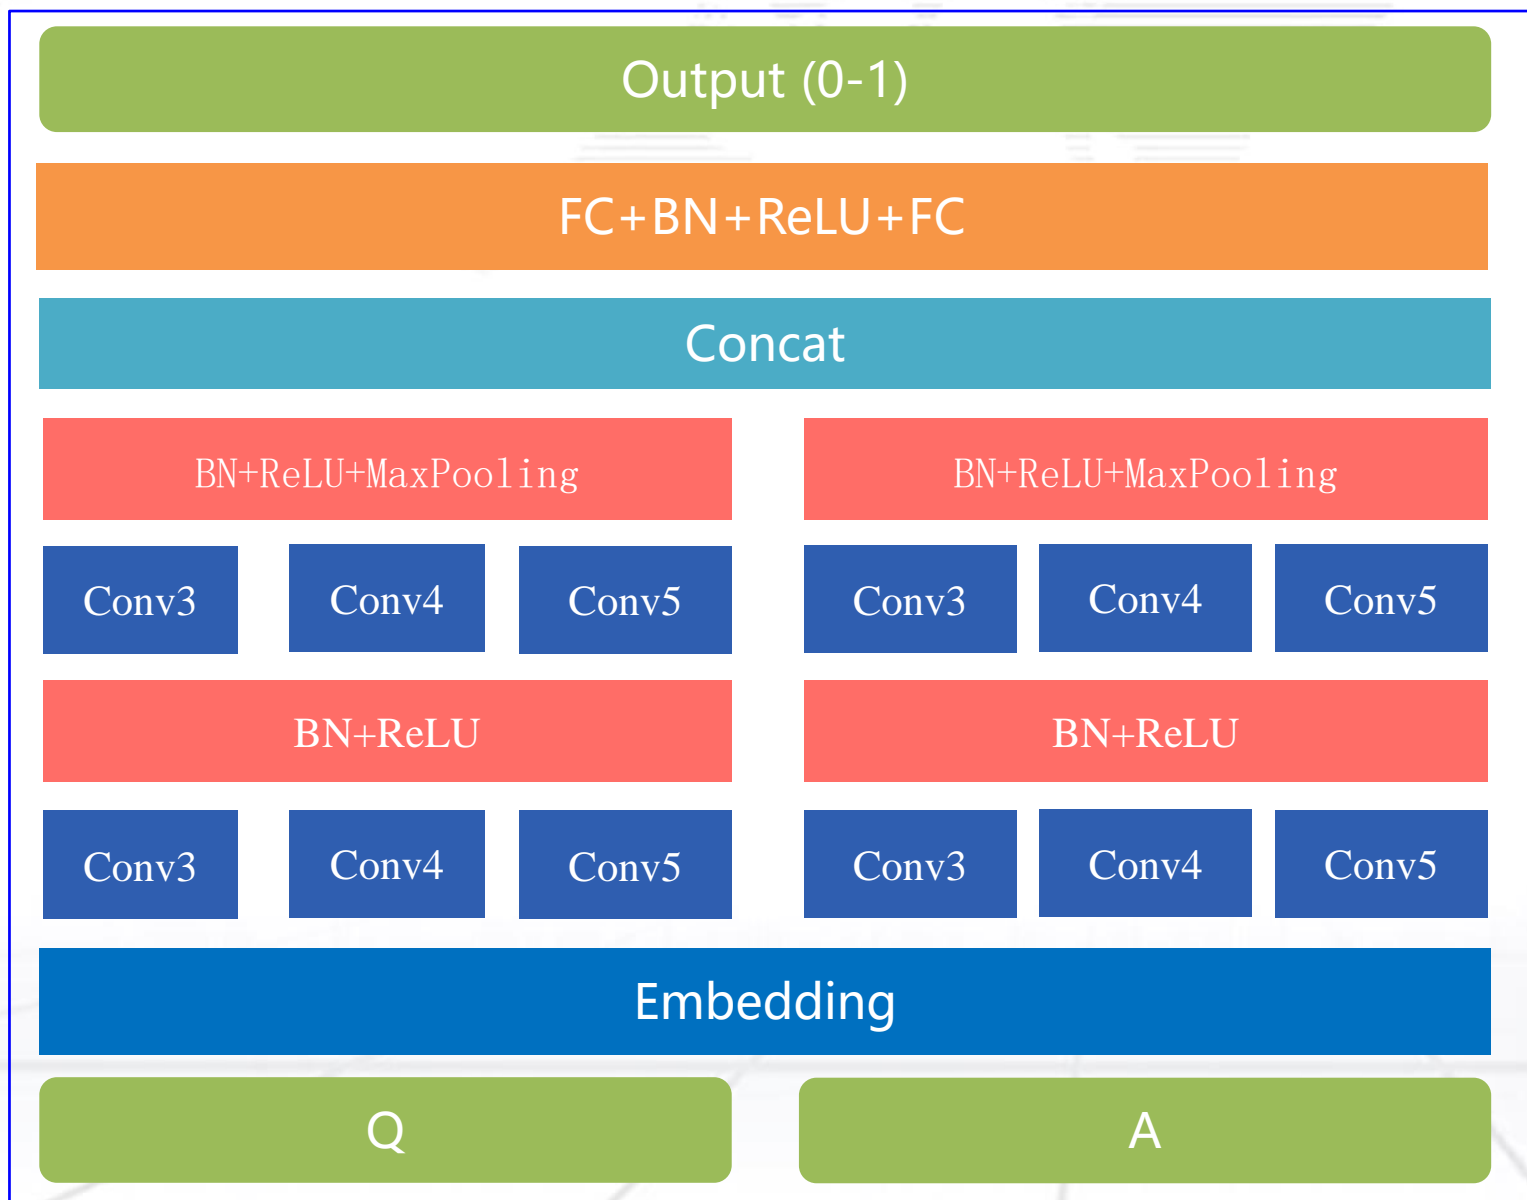 Output (0-1)
FC+BN+ReLU+FC
Concat
BN+ReLU+MaxPooling
BN+ReLU+MaxPooling
Conv3
Conv4
Conv5
Conv3
Conv4
Conv5
BN+ReLU
BN+ReLU
Conv3
Conv4
Conv5
Conv3
Conv4
Conv5
Embedding
Q
A